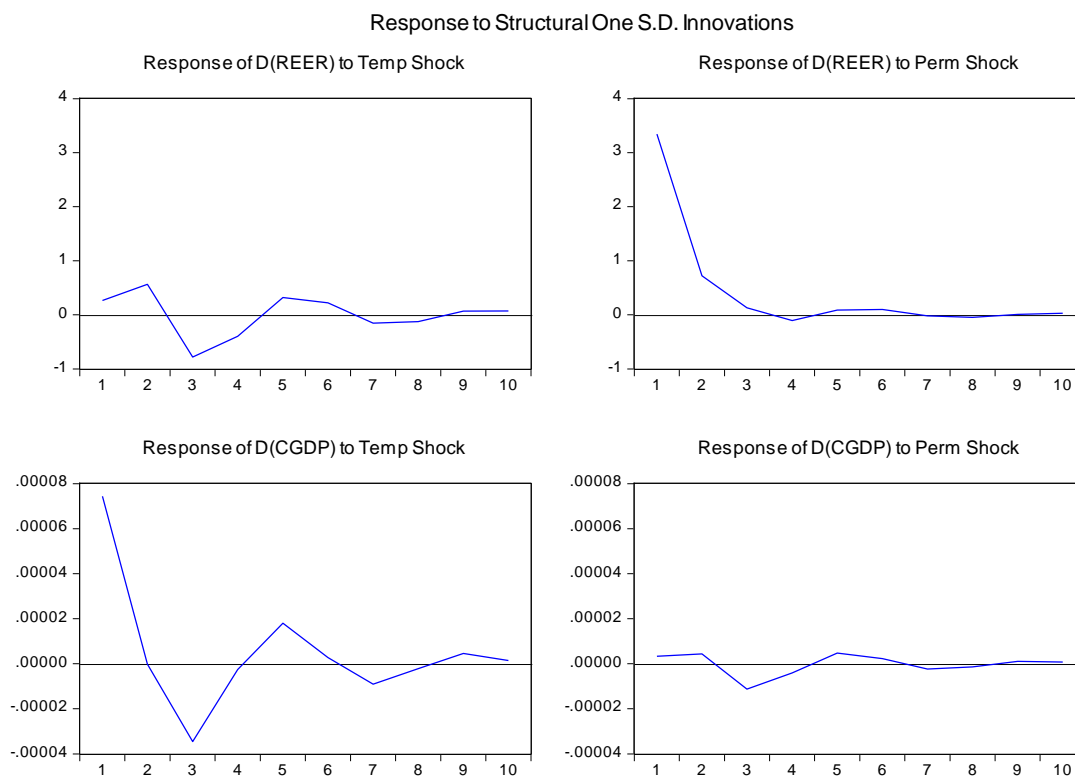 Response to Structural One S.D. Innovations
Response of D(REER) to Temp Shock
4
3
2
1
0
-1
1 2 3 4 5 6 7 8 9 10
Response of D(REER) to Perm Shock
4
3
2
1
0
-1
1 2 3 4 5 6 7 8 9 10
Response of D(CGDP) to Temp Shock
.00008
.00006
.00004
.00002
.00000
-.00002
-.00004
1 2 3 4 5 6 7 8 9 10
Response of D(CGDP) to Perm Shock
.00008
.00006
.00004
.00002
.00000
-.00002
-.00004
1 2 3 4 5 6 7 8 9 10